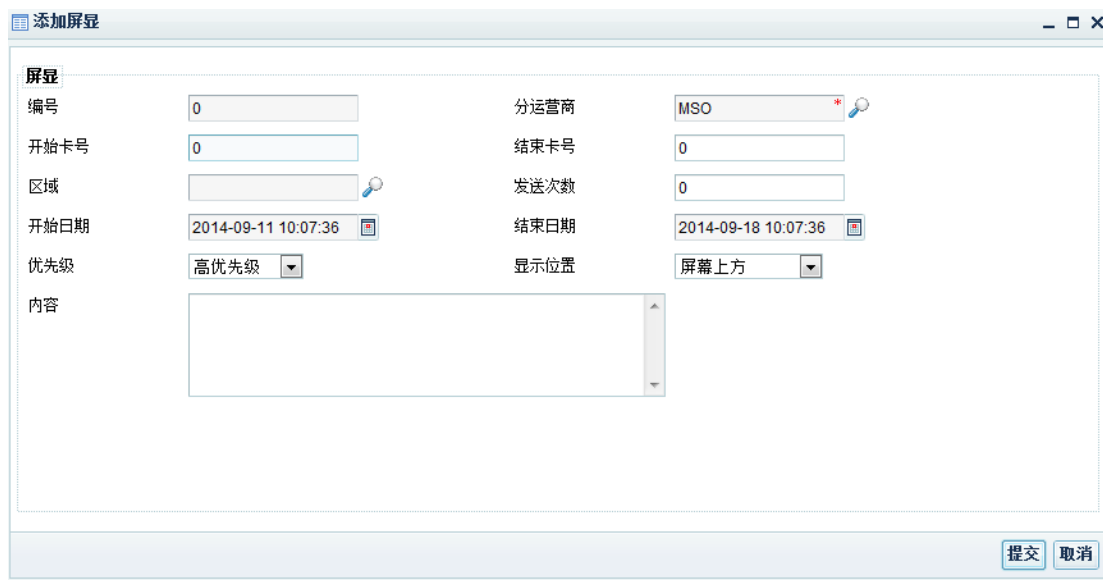 添加屏显
屏显
编号 0 分运营商 MSO *
开始卡号 0 结束卡号 0
区域 发送次数 0
开始日期 2014-09-11 10:07:36 结束日期 2014-09-18 10:07:36
优先级 高优先级 显示位置 屏幕上方
内容
提交 取消